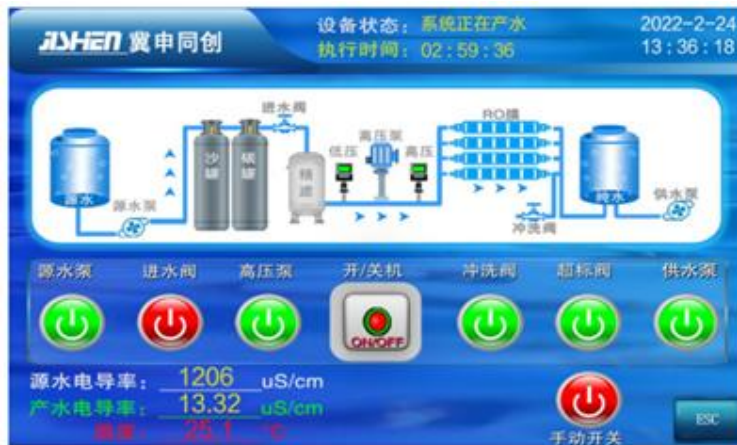 JISHEN 冀申同创
设备状态：系统正在产水
执行时间：02:59:36
2022-2-24
13:36:18
进水阀
高压泵
RO膜
低压
高压
沙罐
碳罐
精滤
源水
源水泵
纯水
供水泵
冲洗阀
源水泵 进水阀 高压泵 开/关机 冲洗阀 超标阀 供水泵
ON/OFF
源水电导率： 1206 uS/cm
产水电导率： 13.32 uS/cm
温度： 25.1 ℃
手动开关
ESC